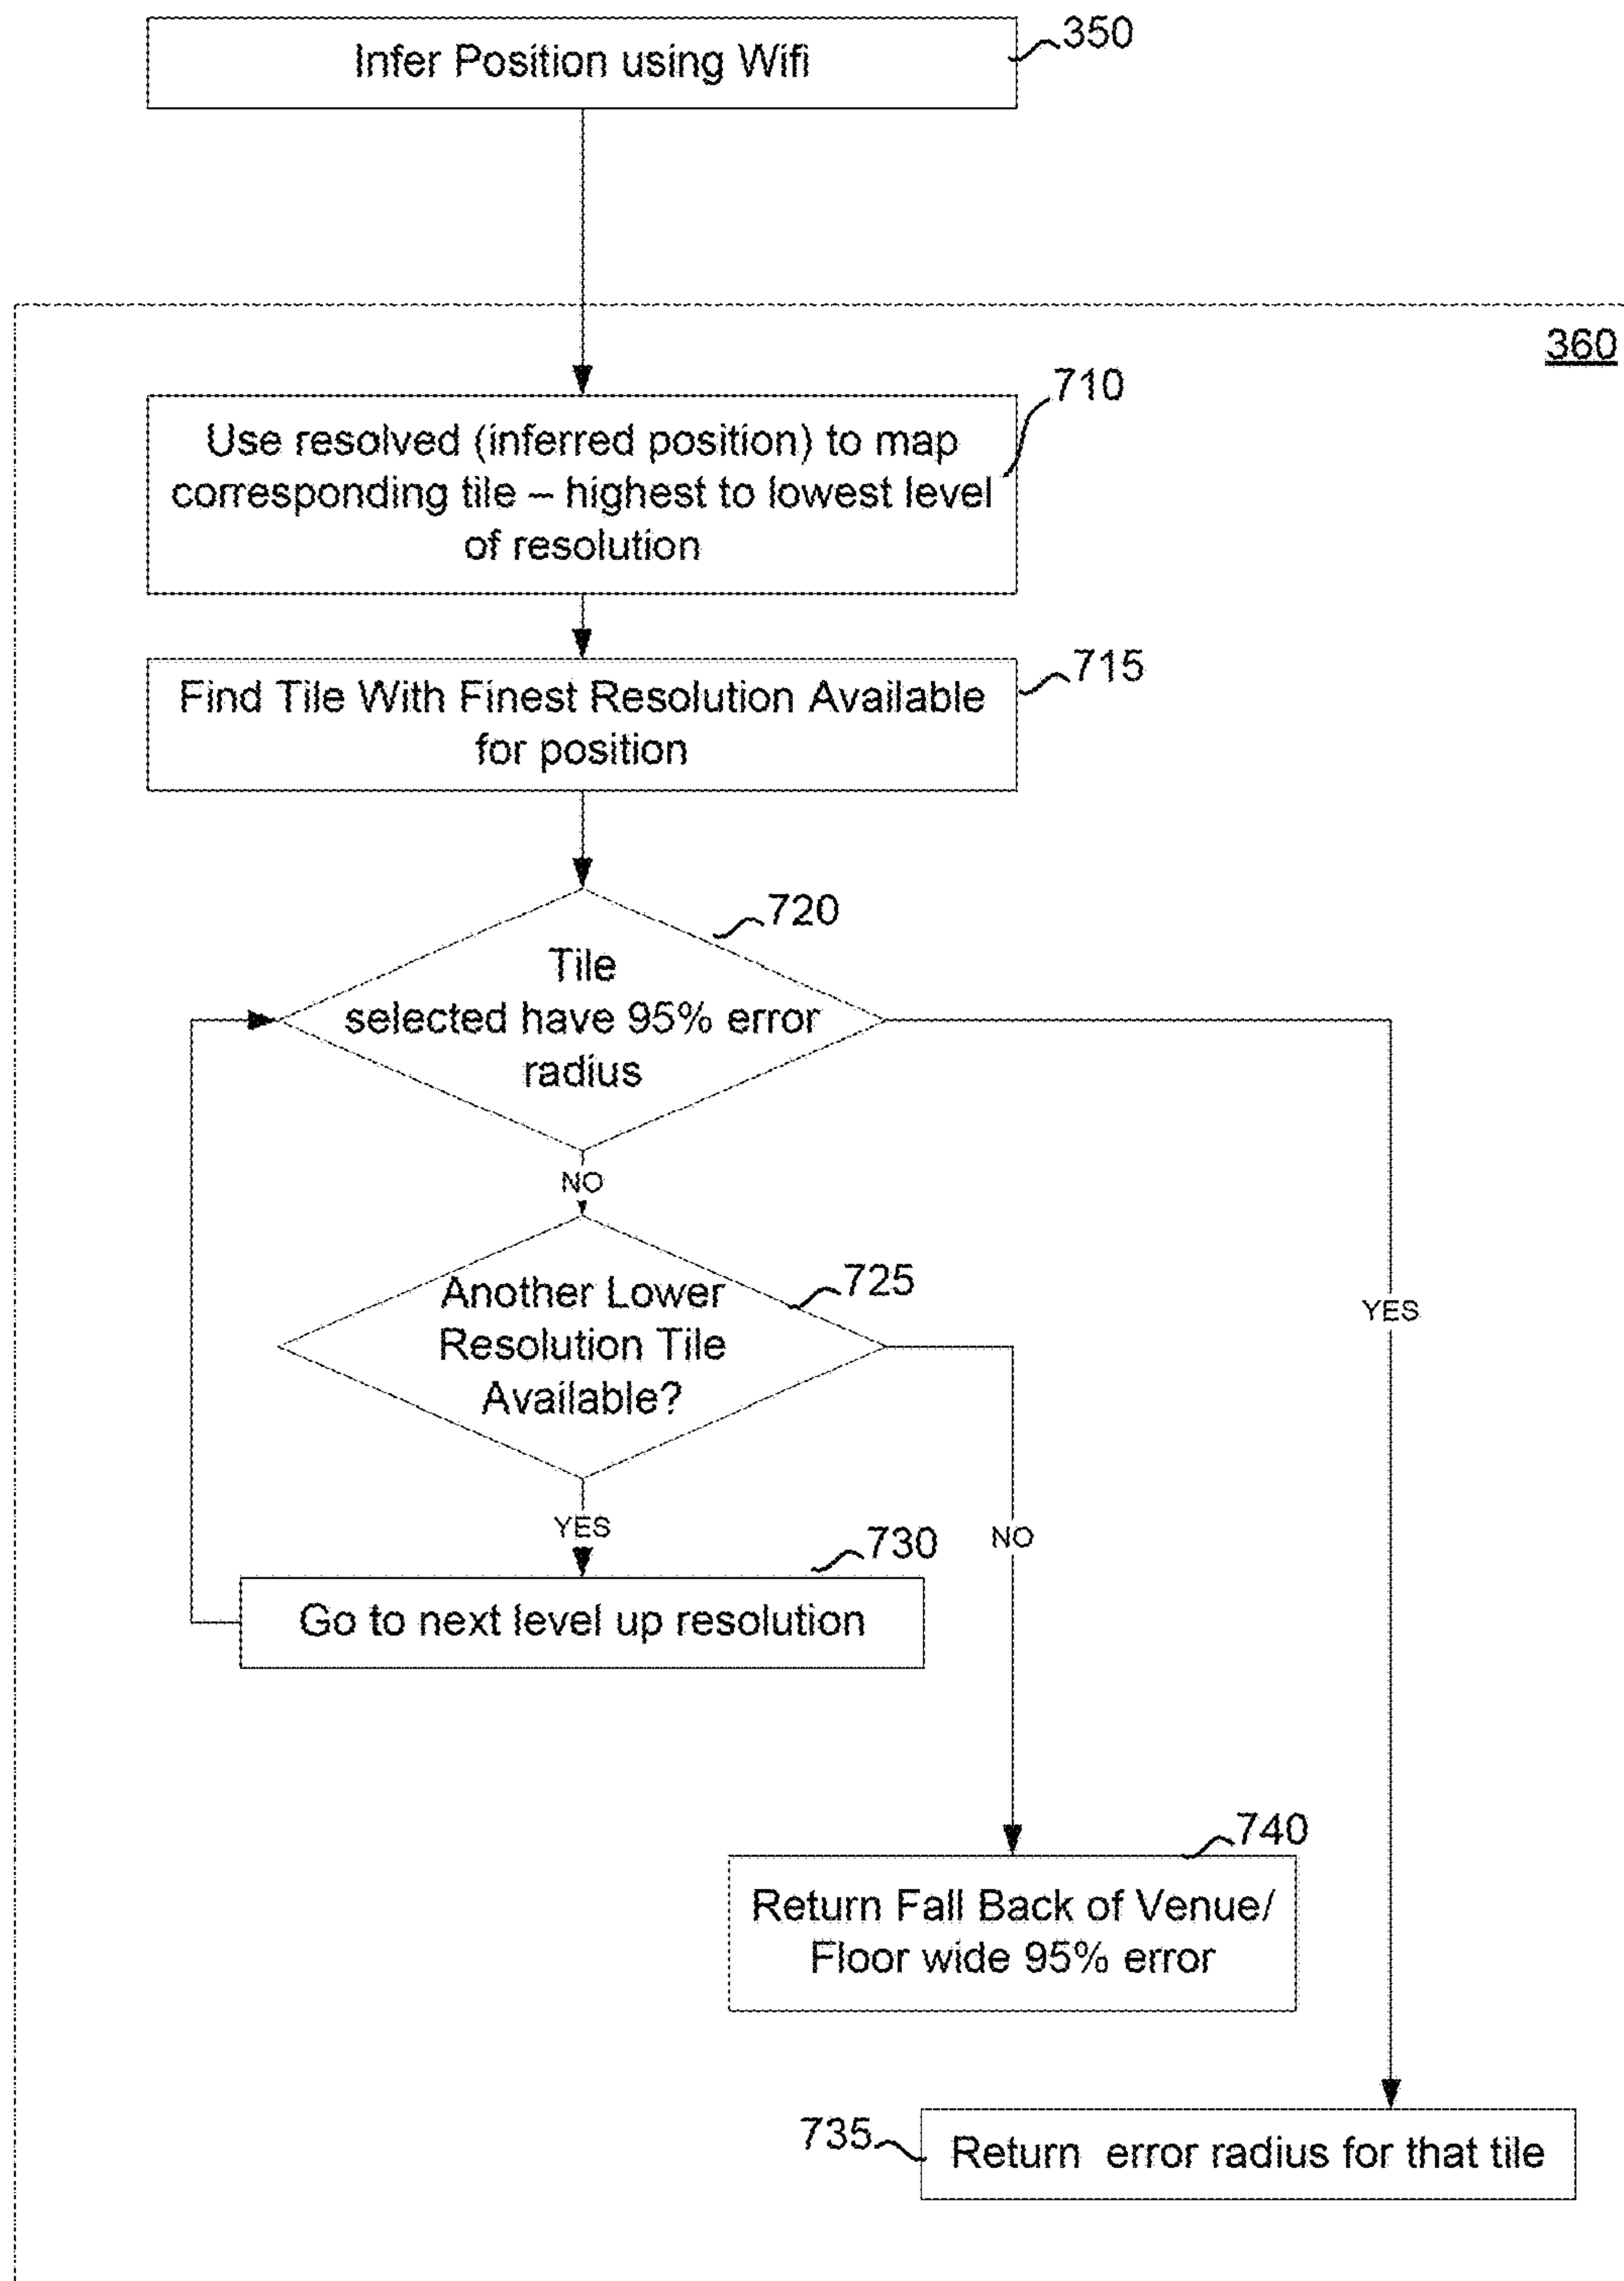 Infer Position using Wifi
350
360
710
Use resolved (inferred position) to map
corresponding tile – highest to lowest level
of resolution
715
Find Tile With Finest Resolution Available
for position
720
Tile
selected have 95% error
radius
NO
725
Another Lower
Resolution Tile
Available?
YES
YES
NO
730
Go to next level up resolution
740
Return Fall Back of Venue/
Floor wide 95% error
735
Return error radius for that tile